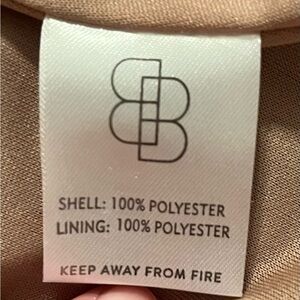 SHELL: 100% POLYESTER
LINING: 100% POLYESTER
KEEP AWAY FROM FIRE